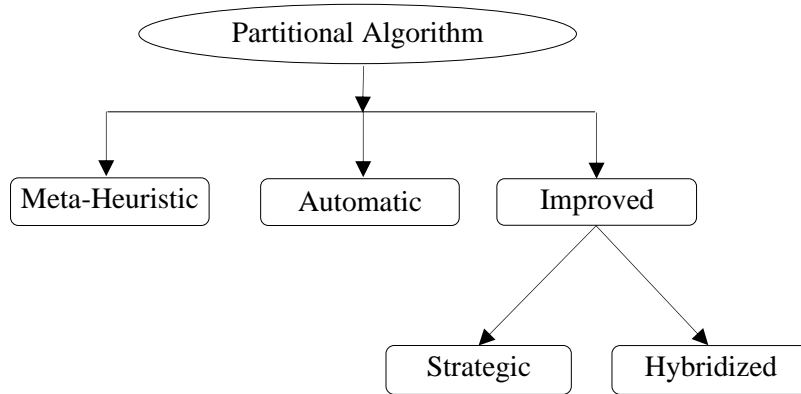 Partitional Algorithm
Meta-Heuristic
Automatic
Improved
Strategic
Hybridized